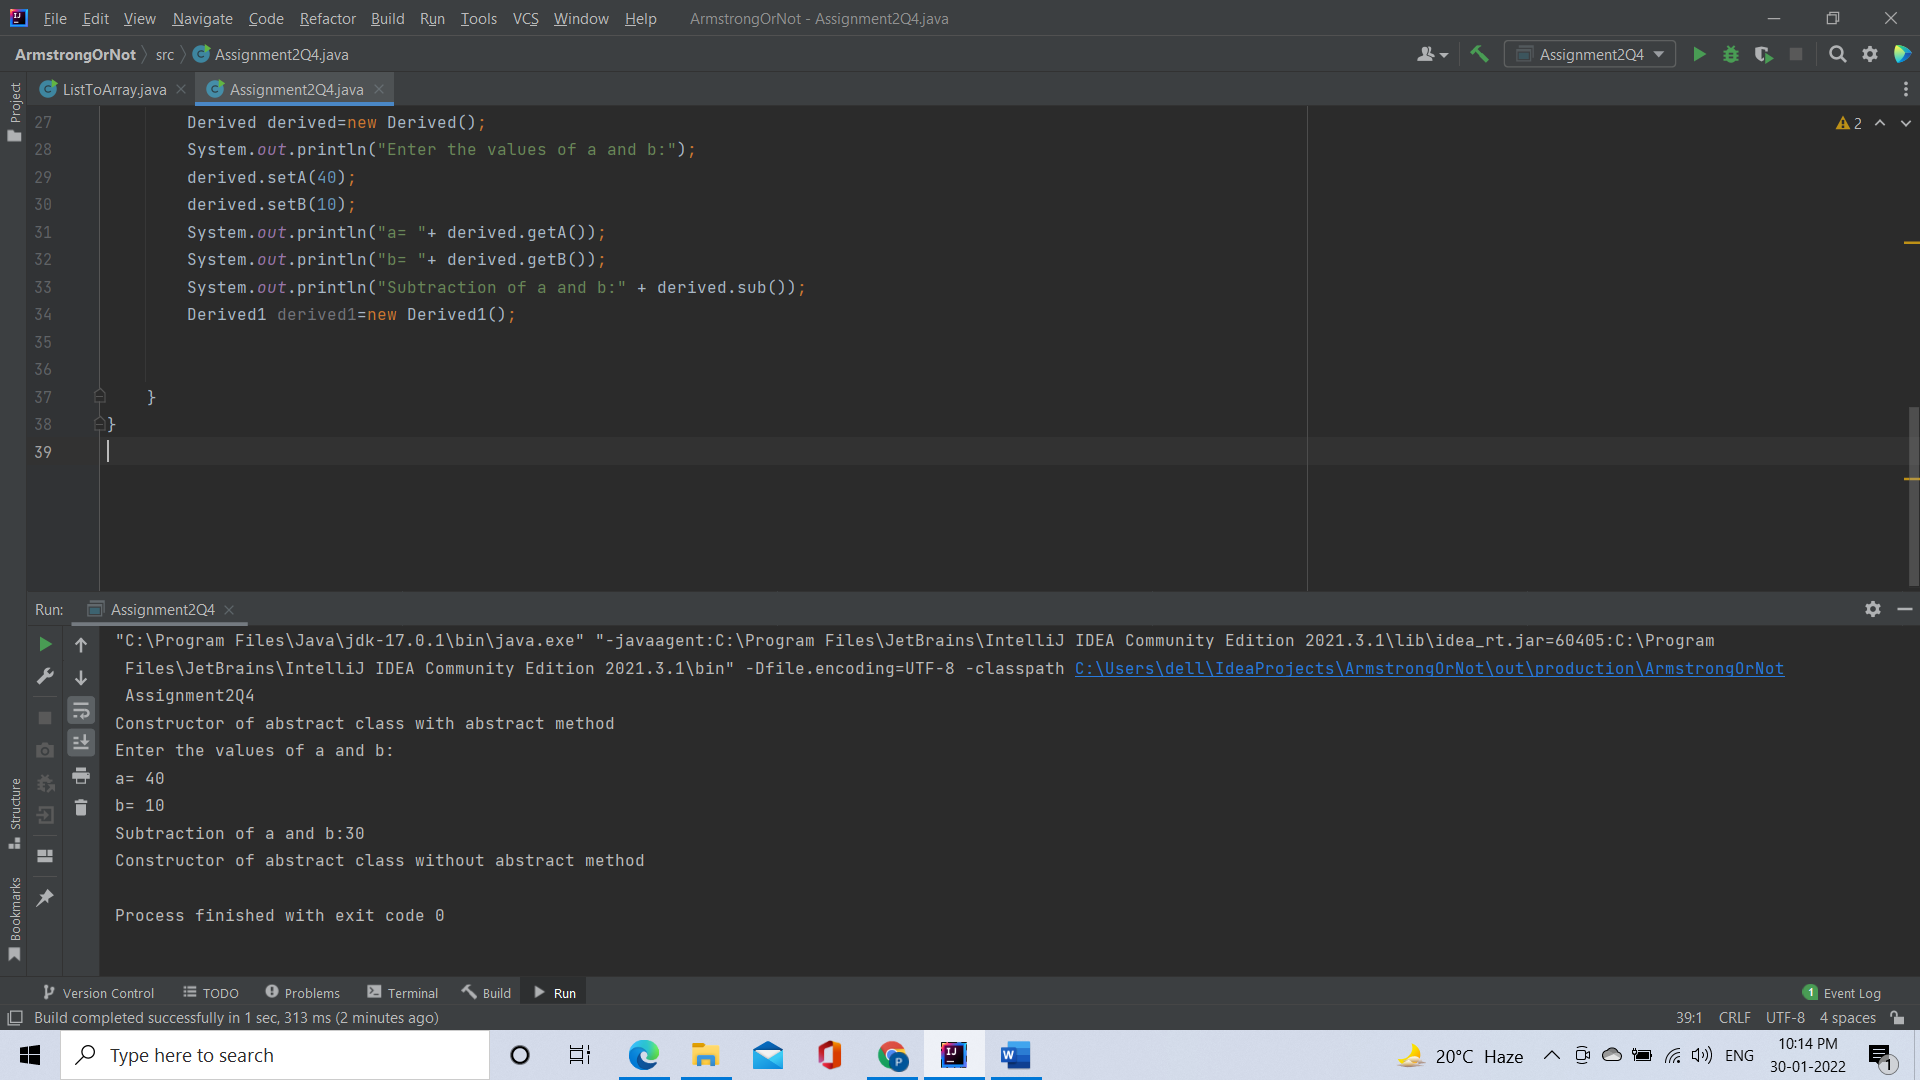 File Edit View Navigate Code Refactor Build Run Tools VCS Window Help ArmstrongOrNot - Assignment2Q4.java
ArmstrongOrNot src Assignment2Q4.java Assignment2Q4
Project
ListToArray.java Assignment2Q4.java
27 Derived derived=new Derived();
2
28 System.out.println("Enter the values of a and b:");
29 derived.setA(40);
30 derived.setB(10);
31 System.out.println("a= "+ derived.getA());
32 System.out.println("b= "+ derived.getB());
33 System.out.println("Subtraction of a and b:" + derived.sub());
34 Derived1 derived1=new Derived1();
35
36
37 }
38 }
39
Run: Assignment2Q4
"C:\Program Files\Java\jdk-17.0.1\bin\java.exe" "-javaagent:C:\Program Files\JetBrains\IntelliJ IDEA Community Edition 2021.3.1\lib\idea_rt.jar=60405:C:\Program
Files\JetBrains\IntelliJ IDEA Community Edition 2021.3.1\bin" -Dfile.encoding=UTF-8 -classpath C:\Users\dell\IdeaProjects\ArmstrongOrNot\out\production\ArmstrongOrNot
Assignment2Q4
Constructor of abstract class with abstract method
Enter the values of a and b:
a= 40
b= 10
Subtraction of a and b:30
Constructor of abstract class without abstract method
Process finished with exit code 0
Structure
Bookmarks
Version Control TODO Problems Terminal Build Run 1 Event Log
Build completed successfully in 1 sec, 313 ms (2 minutes ago) 39:1 CRLF UTF-8 4 spaces
Type here to search
20°C Haze ENG
10:14 PM
30-01-2022
1